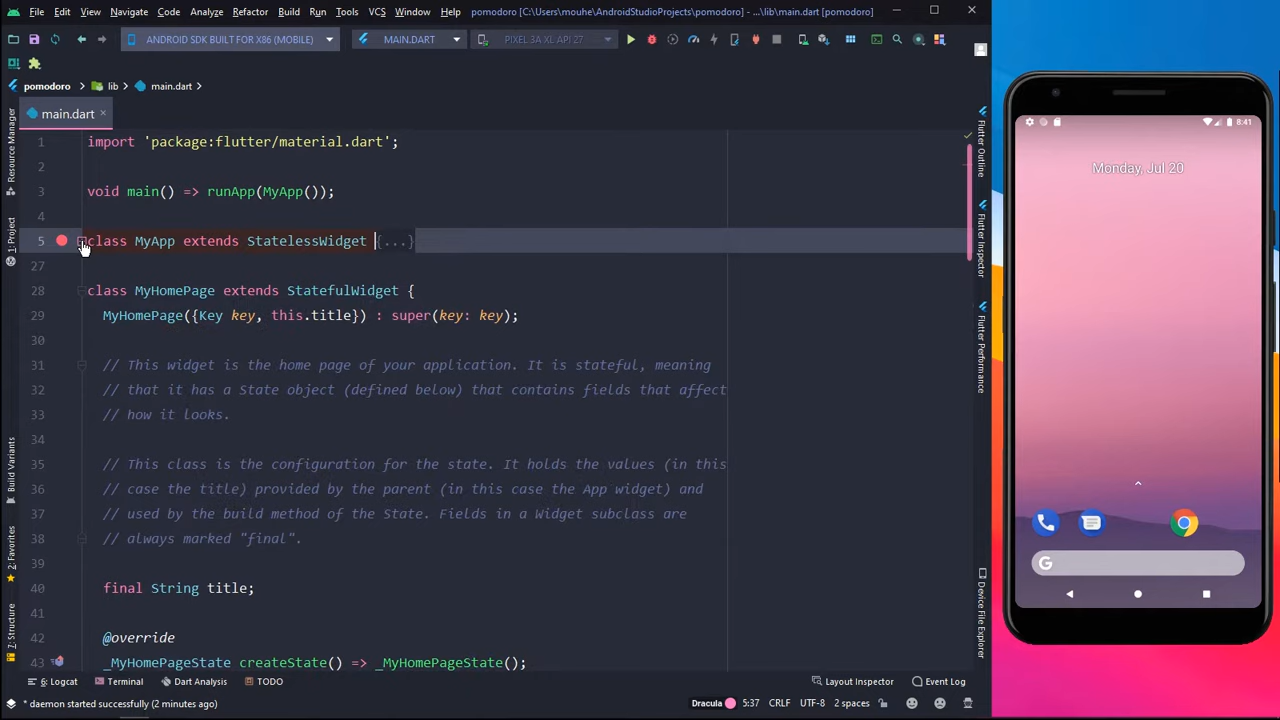 File Edit View Navigate Code Analyze Refactor Build Run Tools VCS Window Help pomodoro [C:\Users\mouhe\AndroidStudioProjects\pomodoro] - ...\lib\main.dart [pomodoro]
ANDROID SDK BUILT FOR X86 (MOBILE) MAIN.DART PIXEL 3A XL API 27
pomodoro lib main.dart
main.dart
1 import 'package:flutter/material.dart';
2
3 void main() => runApp(MyApp());
4
5 class MyApp extends StatelessWidget {...}
27
28 class MyHomePage extends StatefulWidget {
29 MyHomePage({Key key, this.title}) : super(key: key);
30
31 // This widget is the home page of your application. It is stateful, meaning
32 // that it has a State object (defined below) that contains fields that affect
33 // how it looks.
34
35 // This class is the configuration for the state. It holds the values (in this
36 // case the title) provided by the parent (in this case the App widget) and
37 // used by the build method of the State. Fields in a Widget subclass are
38 // always marked "final".
39
40 final String title;
41
42 @override
43 _MyHomePageState createState() => _MyHomePageState();
Resource Manager
1: Project
Build Variants
2: Favorites
7: Structure
Flutter Outline
Flutter Inspector
Flutter Performance
Device File Explorer
6: Logcat Terminal Dart Analysis TODO Layout Inspector Event Log
* daemon started successfully (2 minutes ago) Dracula 5:37 CRLF UTF-8 2 spaces
8:41
Monday, Jul 20
G